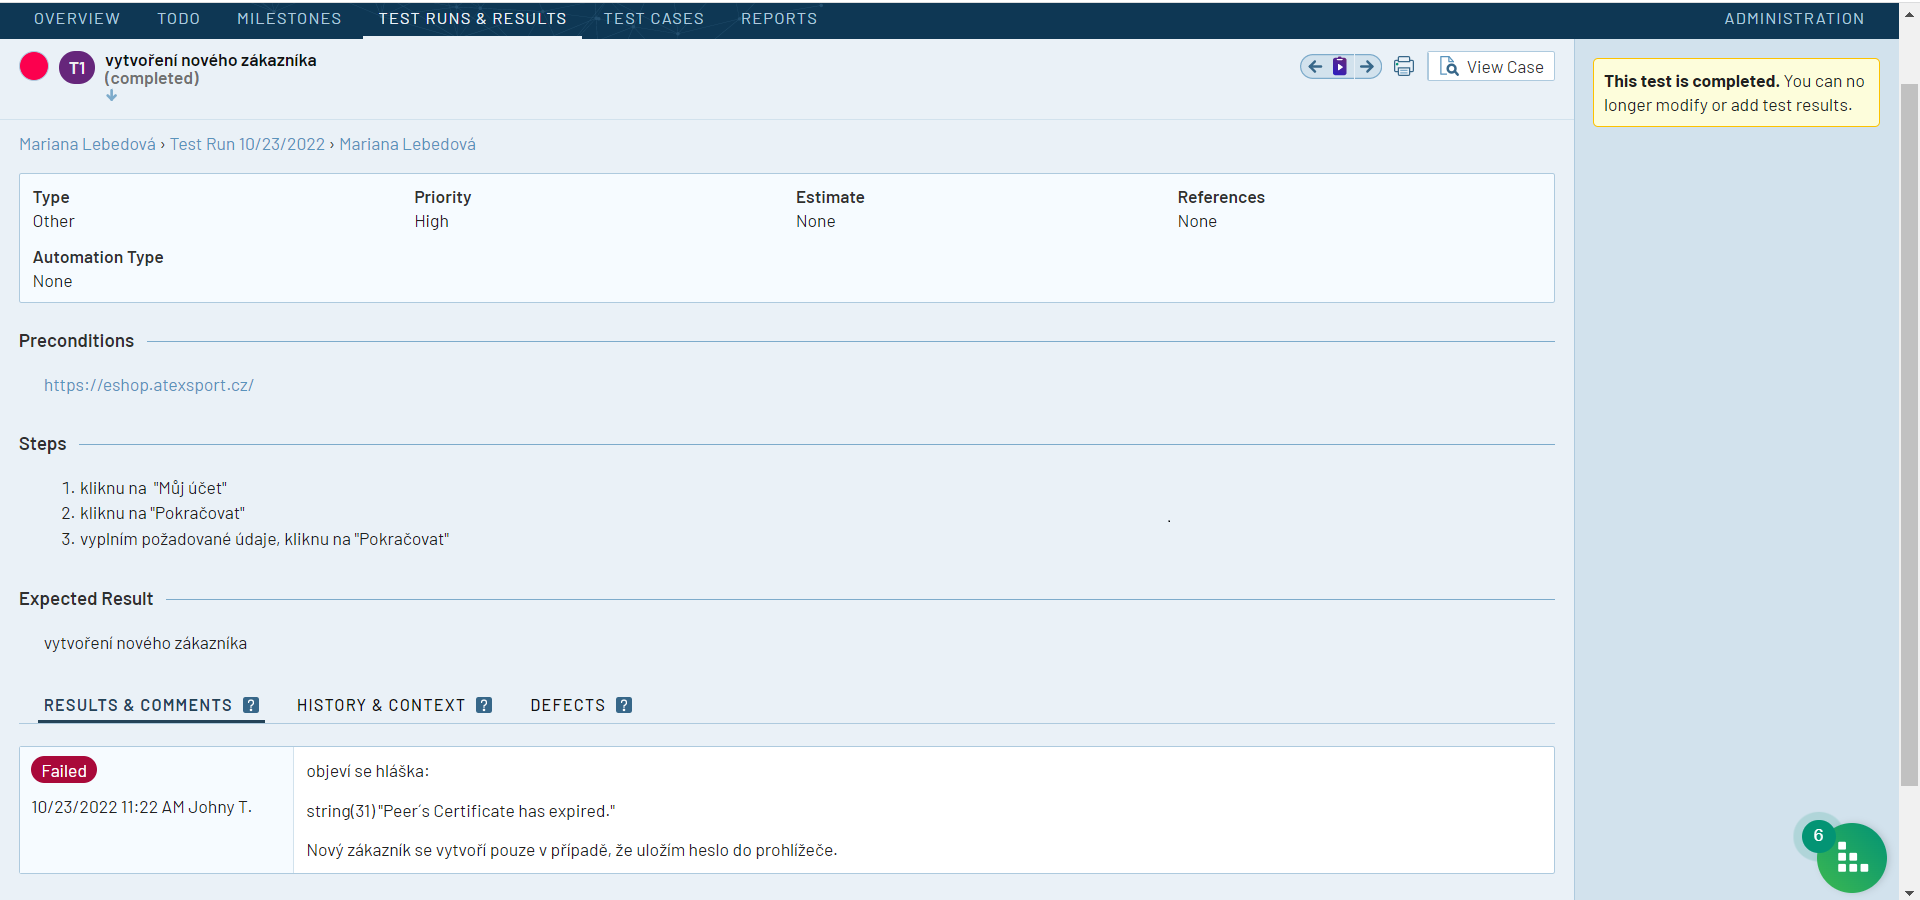 OVERVIEW TODO MILESTONES TEST RUNS & RESULTS TEST CASES REPORTS ADMINISTRATION
T1 vytvoření nového zákazníka
(completed)
View Case
This test is completed. You can no
longer modify or add test results.
Mariana Lebedová › Test Run 10/23/2022 › Mariana Lebedová
Type Priority Estimate References
Other High None None
Automation Type
None
Preconditions
https://eshop.atexsport.cz/
Steps
1. kliknu na "Můj účet"
2. kliknu na "Pokračovat"
3. vyplním požadované údaje, kliknu na "Pokračovat"
Expected Result
vytvoření nového zákazníka
RESULTS & COMMENTS ? HISTORY & CONTEXT ? DEFECTS ?
Failed
10/23/2022 11:22 AM Johny T.
objeví se hláška:
string(31) "Peer´s Certificate has expired."
Nový zákazník se vytvoří pouze v případě, že uložím heslo do prohlížeče.
6